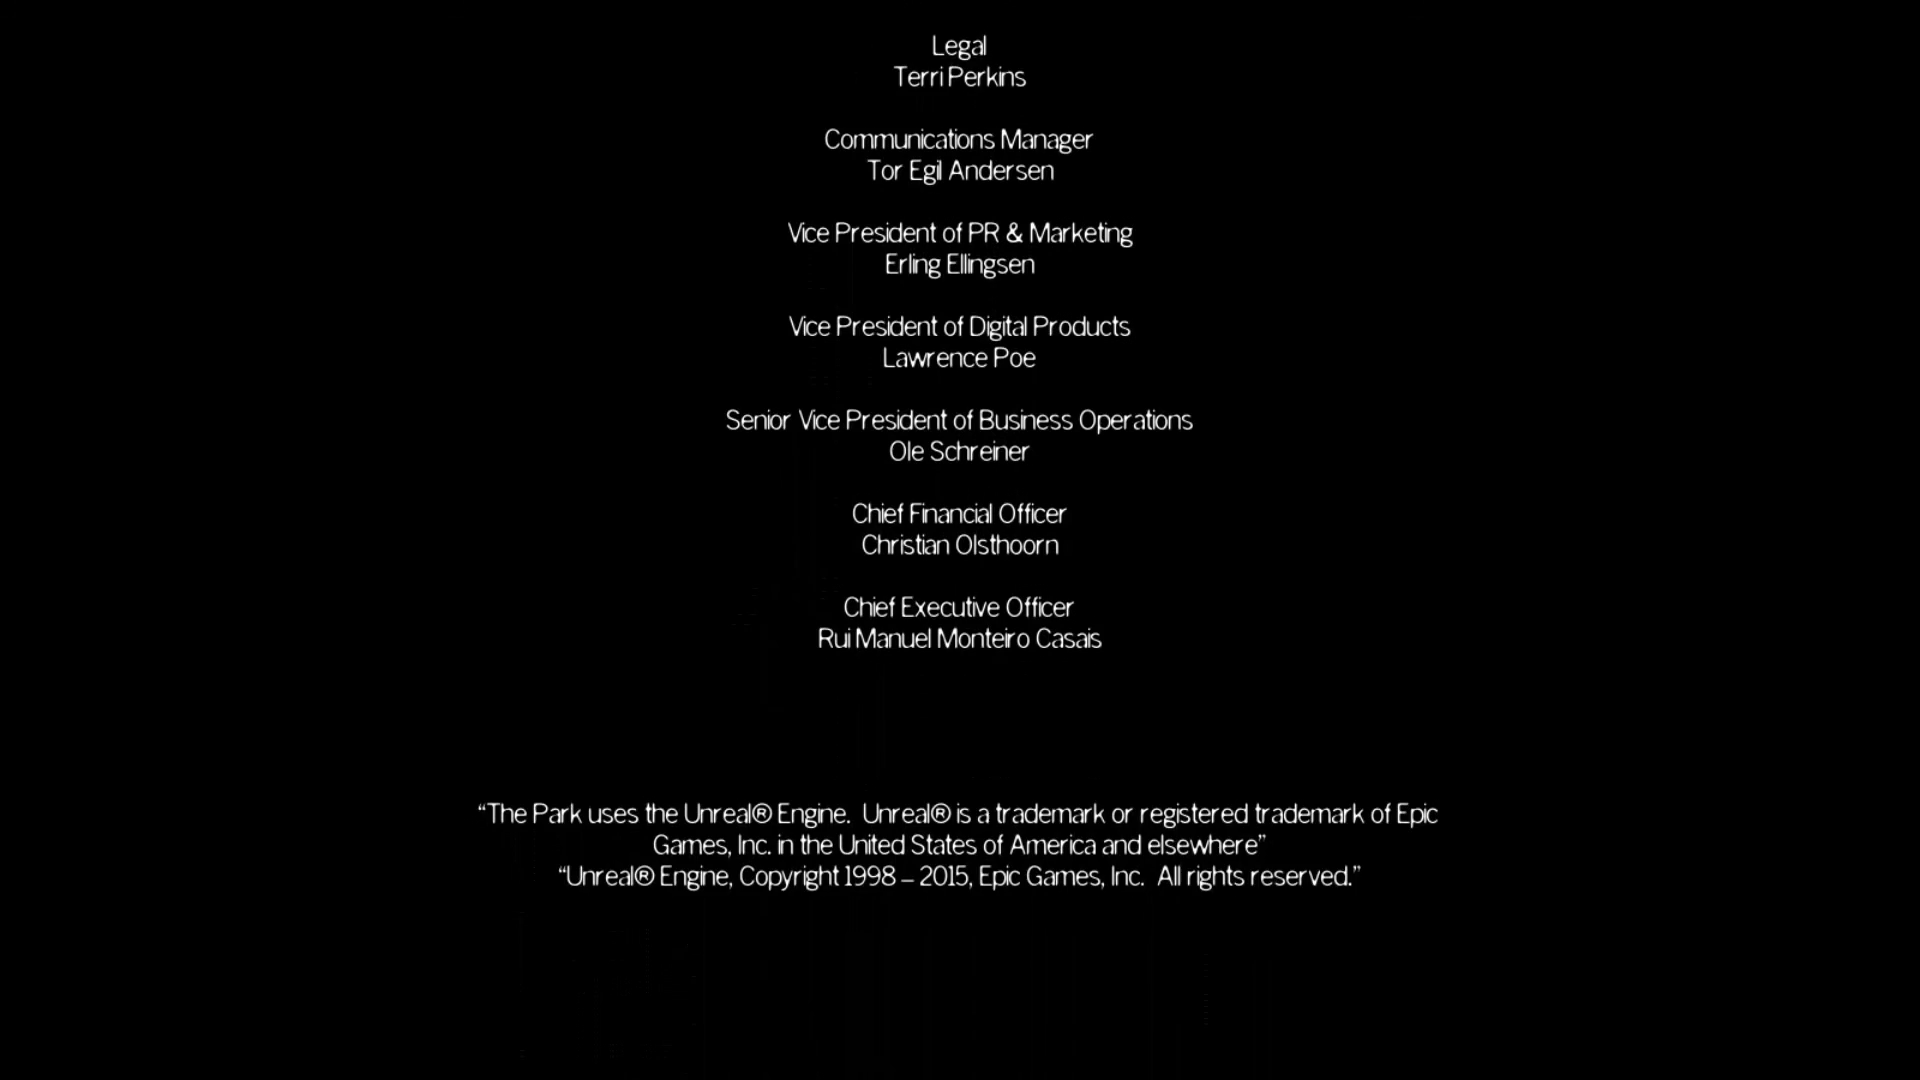 Legal
Terri Perkins
Communications Manager
Tor Egil Andersen
Vice President of PR & Marketing
Erling Ellingsen
Vice President of Digital Products
Lawrence Poe
Senior Vice President of Business Operations
Ole Schreiner
Chief Financial Officer
Christian Olsthoorn
Chief Executive Officer
Rui Manuel Monteiro Casais
“The Park uses the Unreal® Engine.  Unreal® is a trademark or registered trademark of Epic
Games, Inc. in the United States of America and elsewhere”
“Unreal® Engine, Copyright 1998 – 2015, Epic Games, Inc.  All rights reserved.”